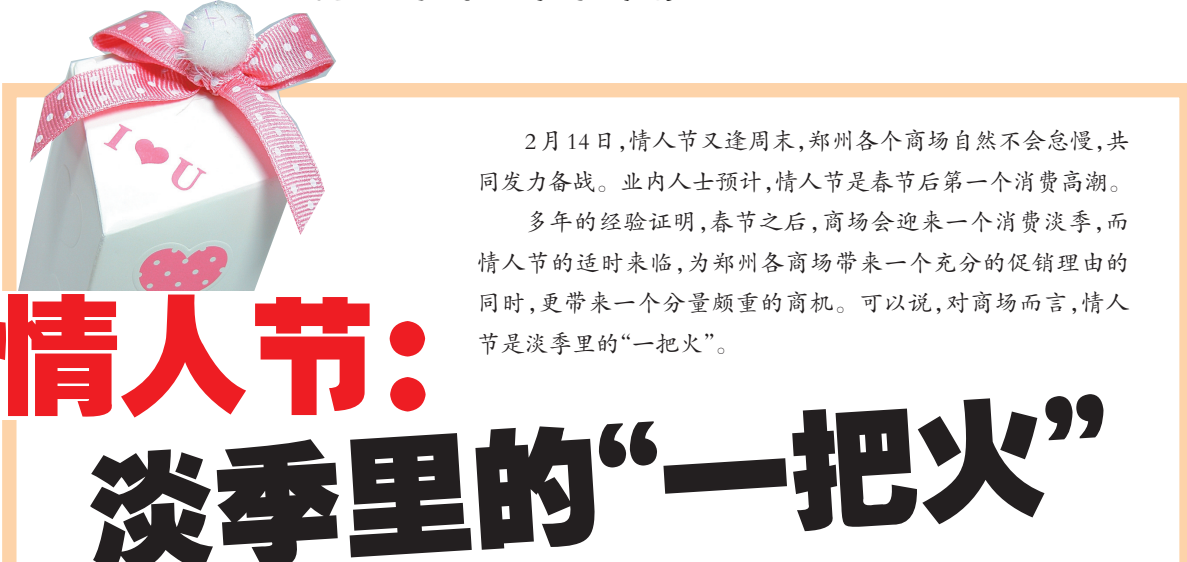 I ♥ U
2月14日,情人节又逢周末,郑州各个商场自然不会怠慢,共
同发力备战。业内人士预计,情人节是春节后第一个消费高潮。
多年的经验证明,春节之后,商场会迎来一个消费淡季,而
情人节的适时来临,为郑州各商场带来一个充分的促销理由的
同时,更带来一个分量颇重的商机。可以说,对商场而言,情人
节是淡季里的“一把火”。
情人节:
淡季里的“一把火”